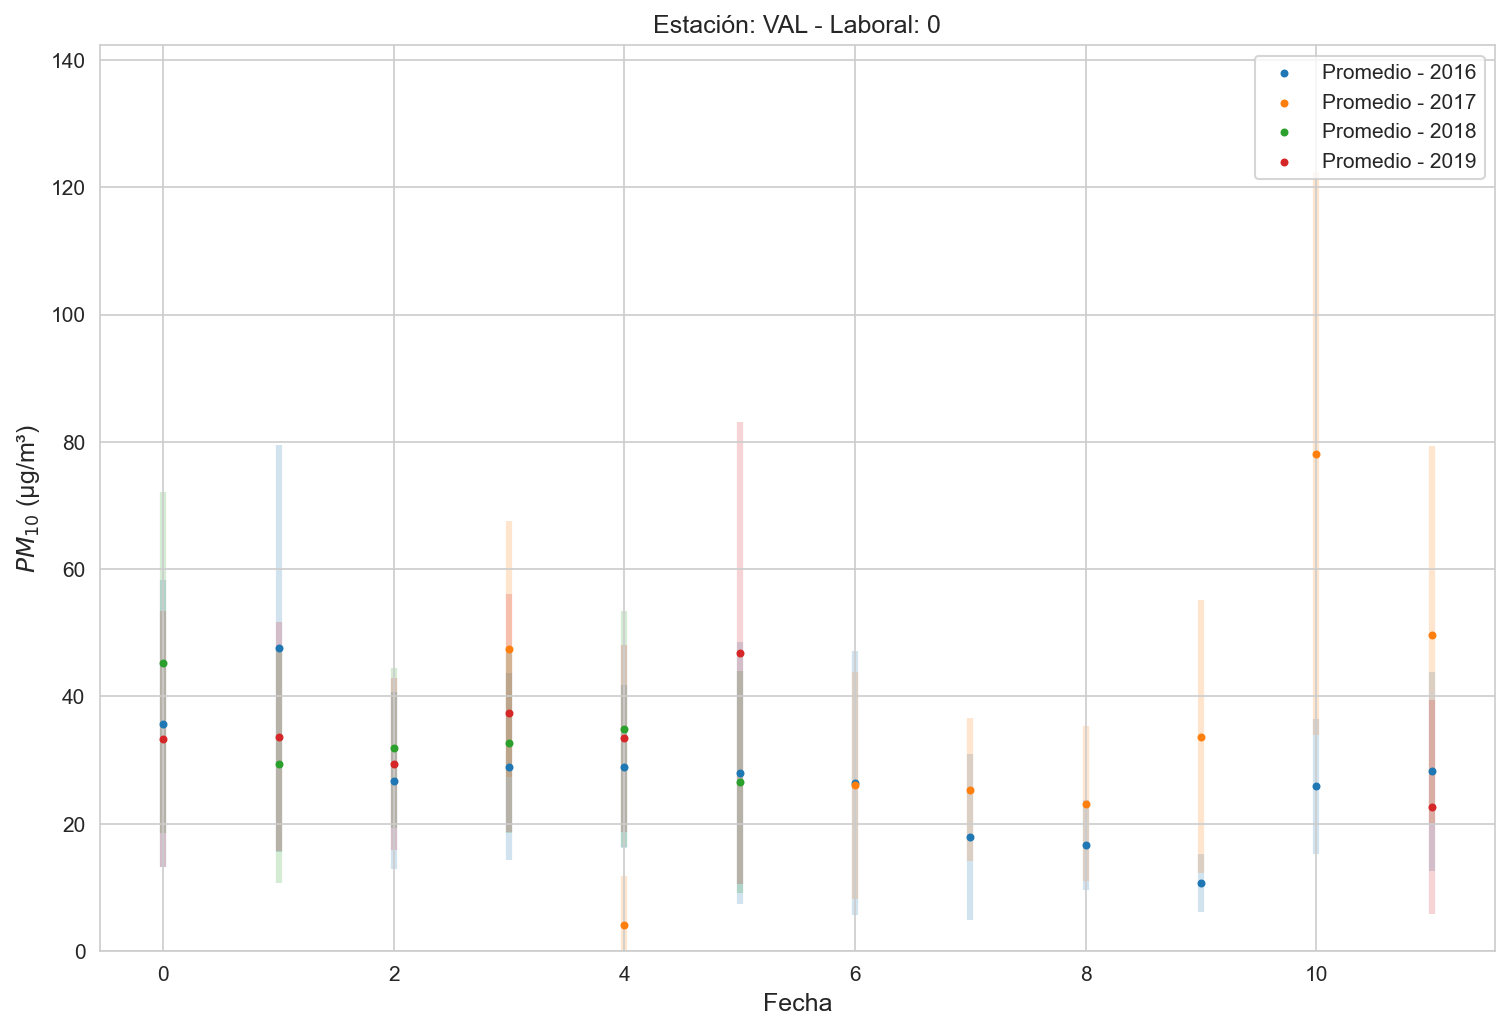 Estación: VAL - Laboral: 0
140
120
100
80
60
40
20
0
PM₁₀ (µg/m³)
Promedio - 2016
Promedio - 2017
Promedio - 2018
Promedio - 2019
0 2 4 6 8 10
Fecha